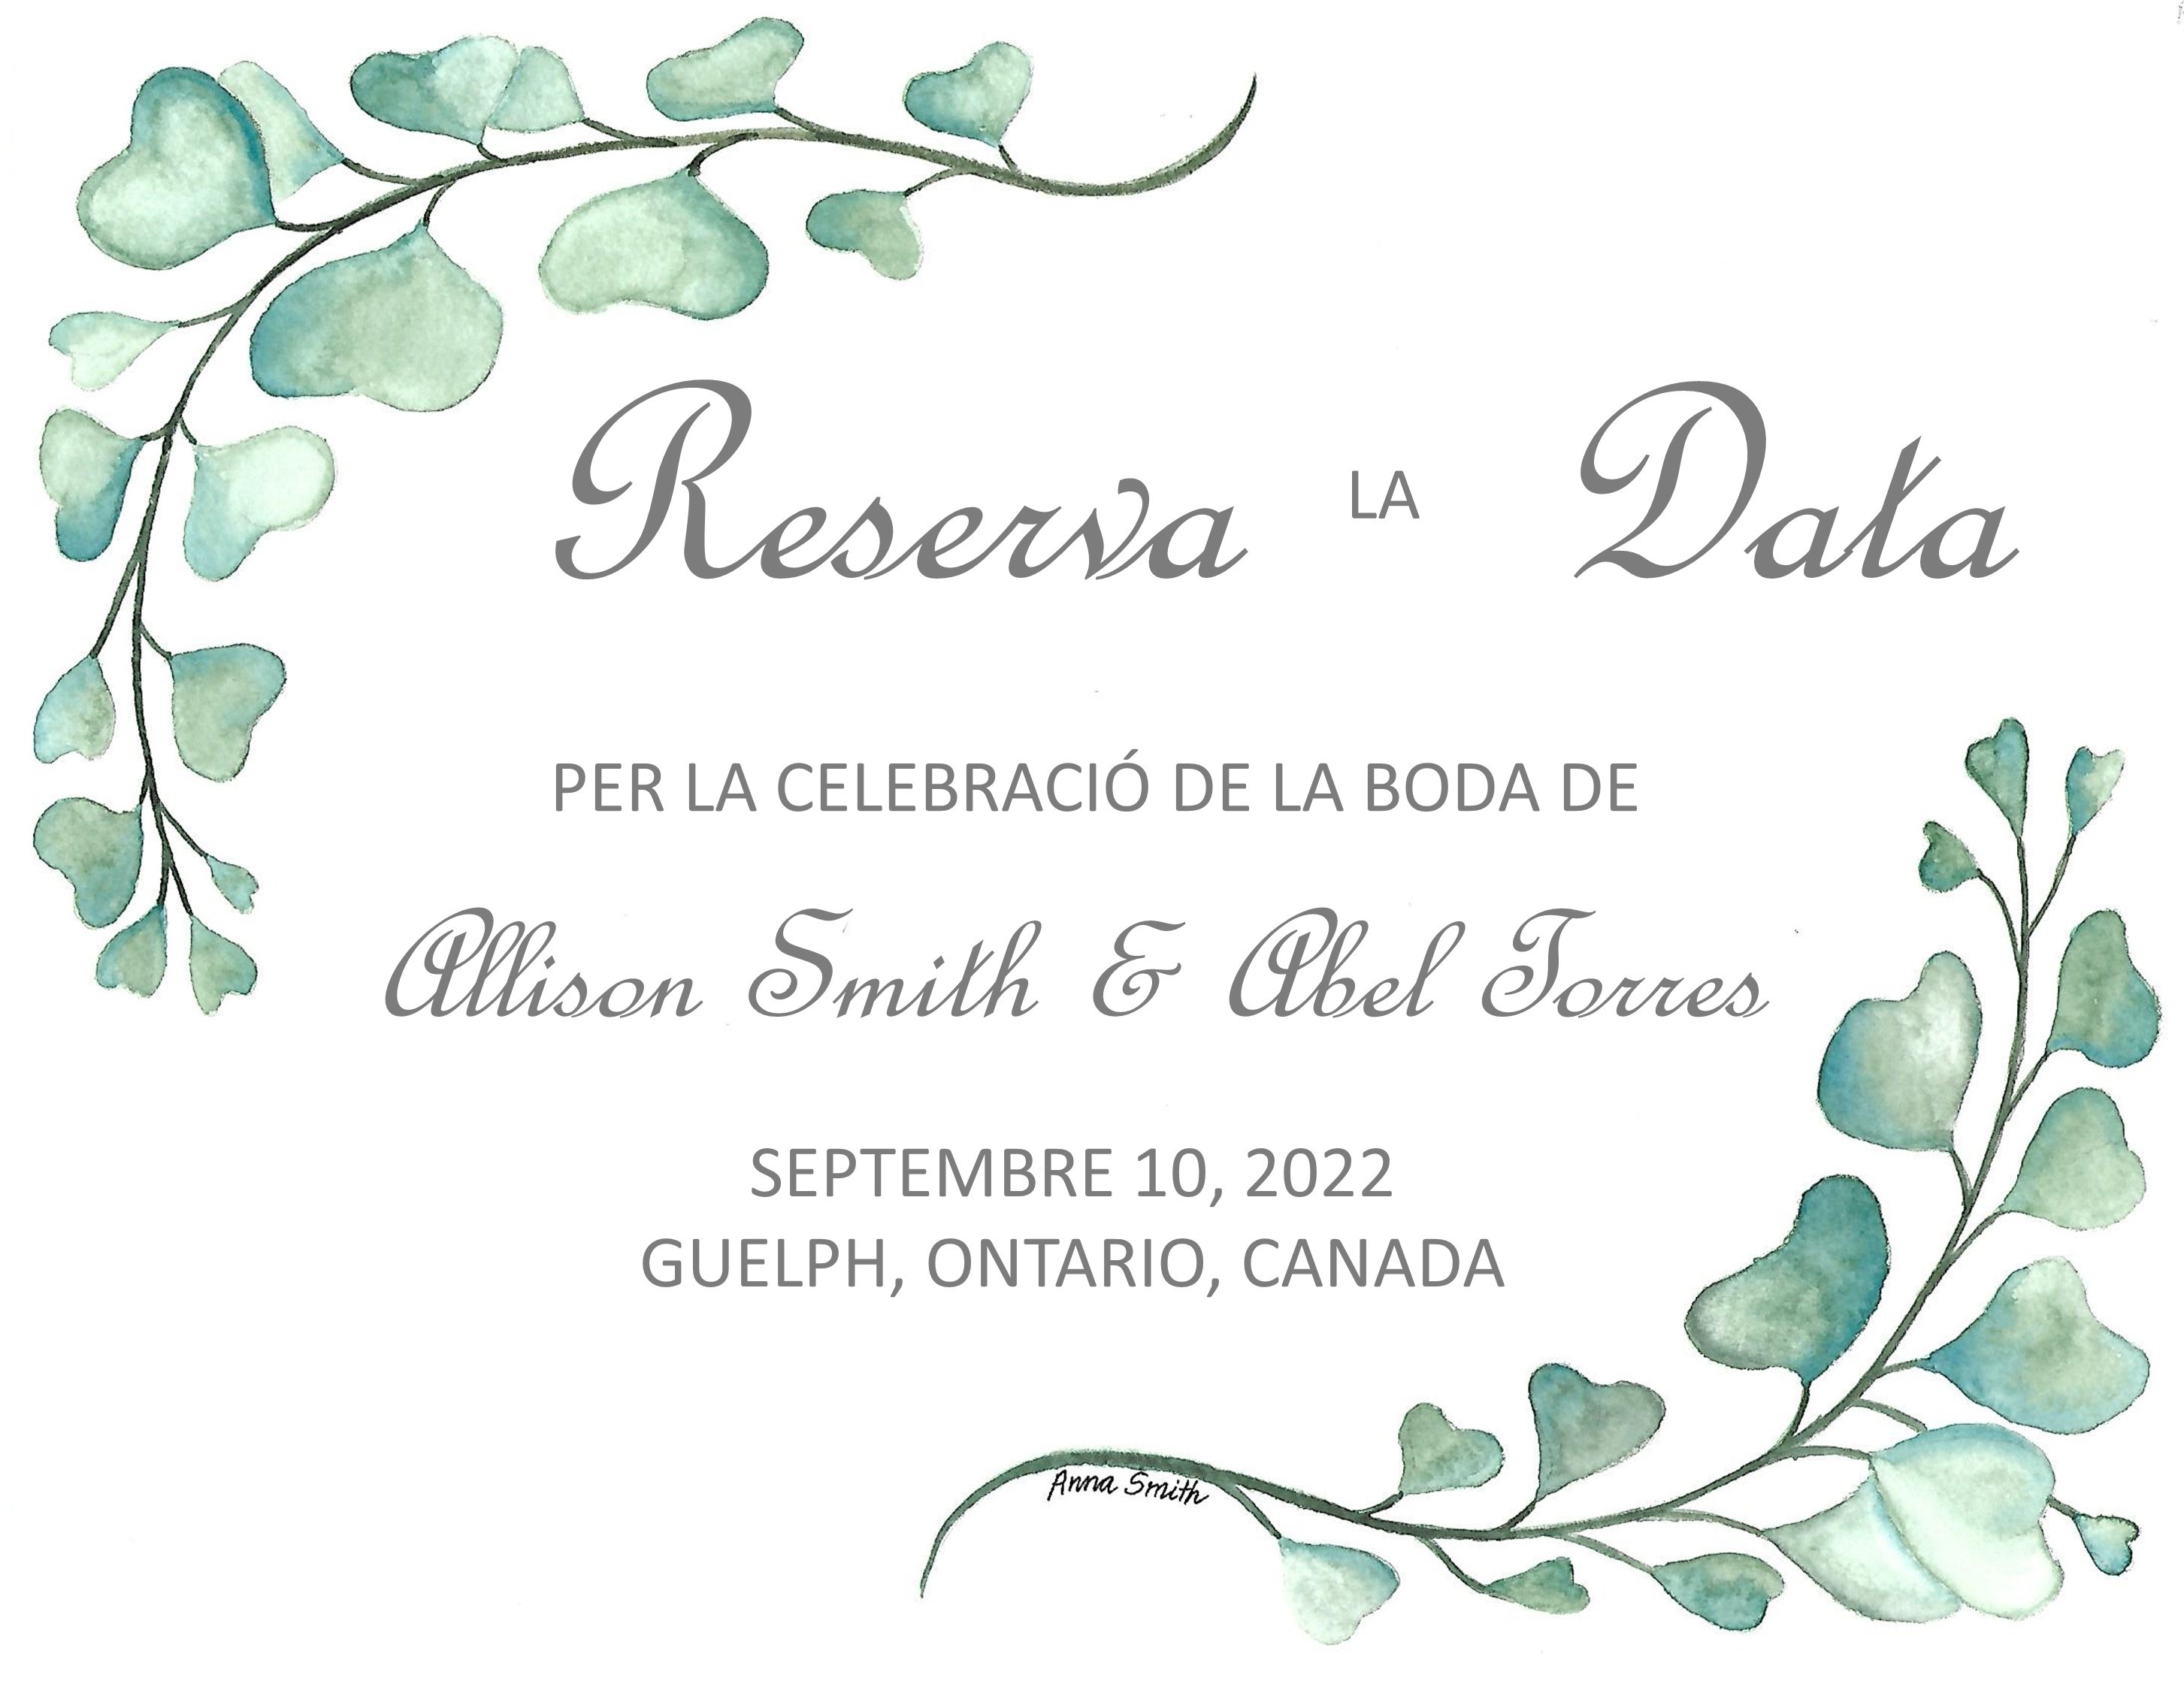 Reserva LA Data
PER LA CELEBRACIÓ DE LA BODA DE
Allison Smith & Abel Torres
SEPTEMBRE 10, 2022
GUELPH, ONTARIO, CANADA
Anna Smith